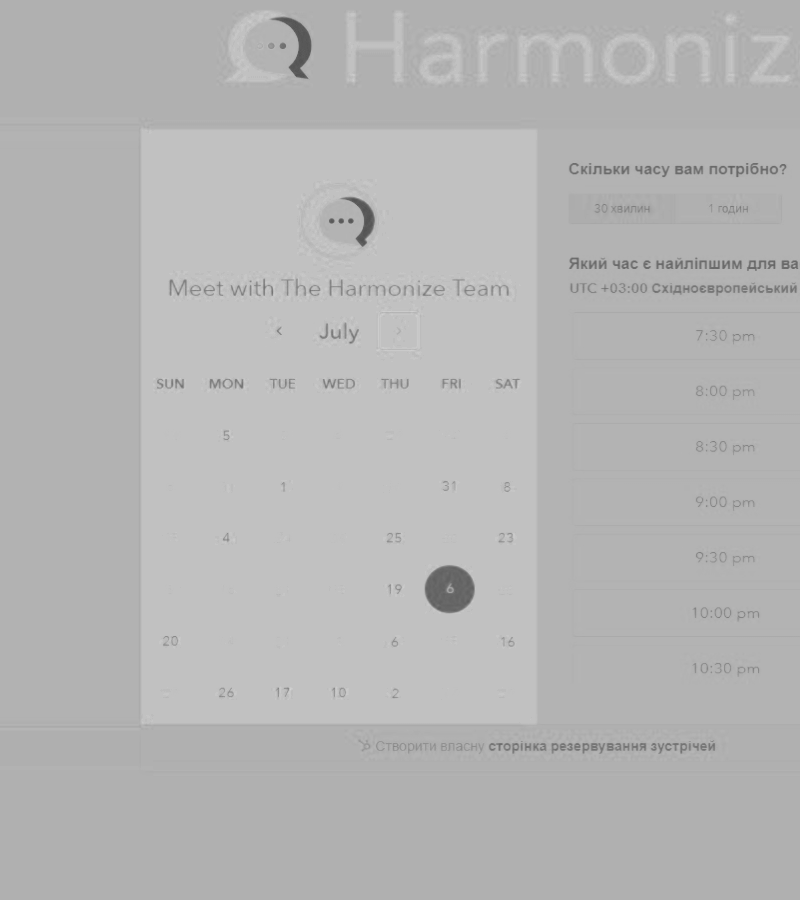 Harmoniz
Скільки часу вам потрібно?
30 хвилин 1 годин
Meet with The Harmonize Team
Який час є найліпшим для ва
UTC +03:00 Східноєвропейський
July
7:30 pm
8:00 pm
8:30 pm
9:00 pm
9:30 pm
10:00 pm
10:30 pm
SUN MON TUE WED THU FRI SAT
5
1 31 8
4 25 23
19 6
20 6 16
26 17 10 2
Створити власну сторінка резервування зустрічей